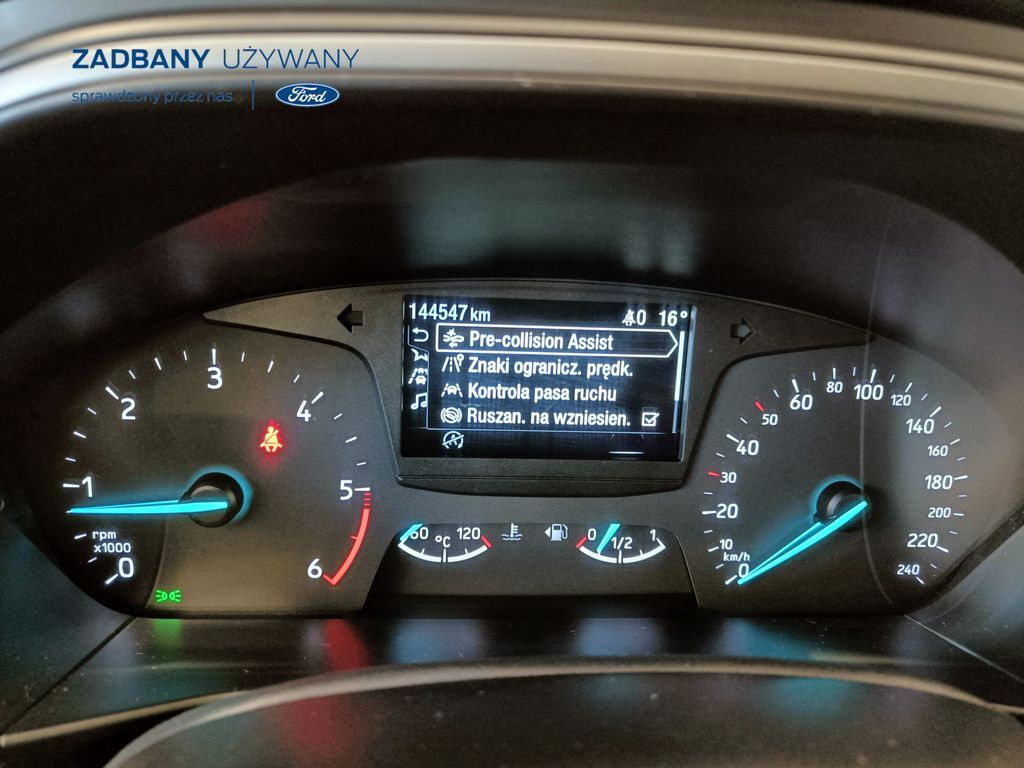 ZADBANY UŻYWANY
sprawdzony przez nas
Ford
144547 km
0 16°
Pre-collision Assist
Znaki ogranicz. prędk.
Kontrola pasa ruchu
Ruszan. na wzniesien.
0 1 2 3 4 5 6
rpm
x1000
60 °C 120
0 1/2 1
0 10 20 30 40 50 60 80 100 120 140 160 180 200 220 240
km/h